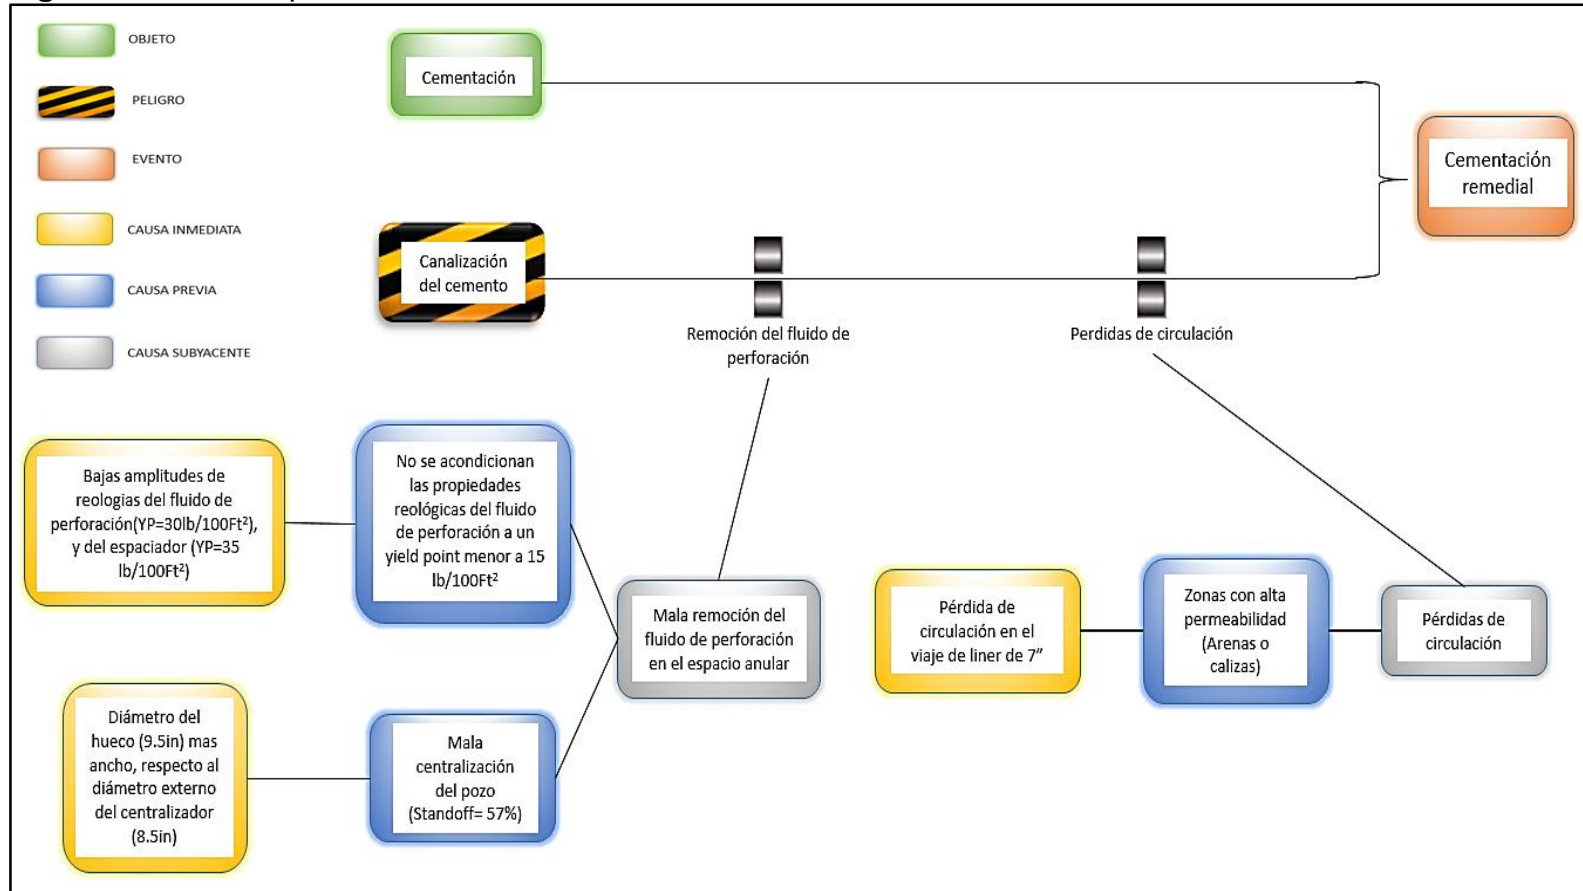 OBJETO
PELIGRO
EVENTO
CAUSA INMEDIATA
CAUSA PREVIA
CAUSA SUBYACENTE
Cementación
Cementación
remedial
Canalización
del cemento
Remoción del fluido de
perforación
Perdidas de circulación
Bajas amplitudes de
reologias del fluido de
perforación(YP=30lb/100Ft²),
y del espaciador (YP=35
lb/100Ft²)
No se acondicionan
las propiedades
reológicas del fluido
de perforación a un
yield point menor a 15
lb/100Ft²
Mala remoción del
fluido de perforación
en el espacio anular
Pérdida de
circulación en el
viaje de liner de 7”
Zonas con alta
permeabilidad
(Arenas o
calizas)
Pérdidas de
circulación
Diámetro del
hueco (9.5in) mas
ancho, respecto al
diámetro externo
del centralizador
(8.5in)
Mala
centralización
del pozo
(Standoff= 57%)